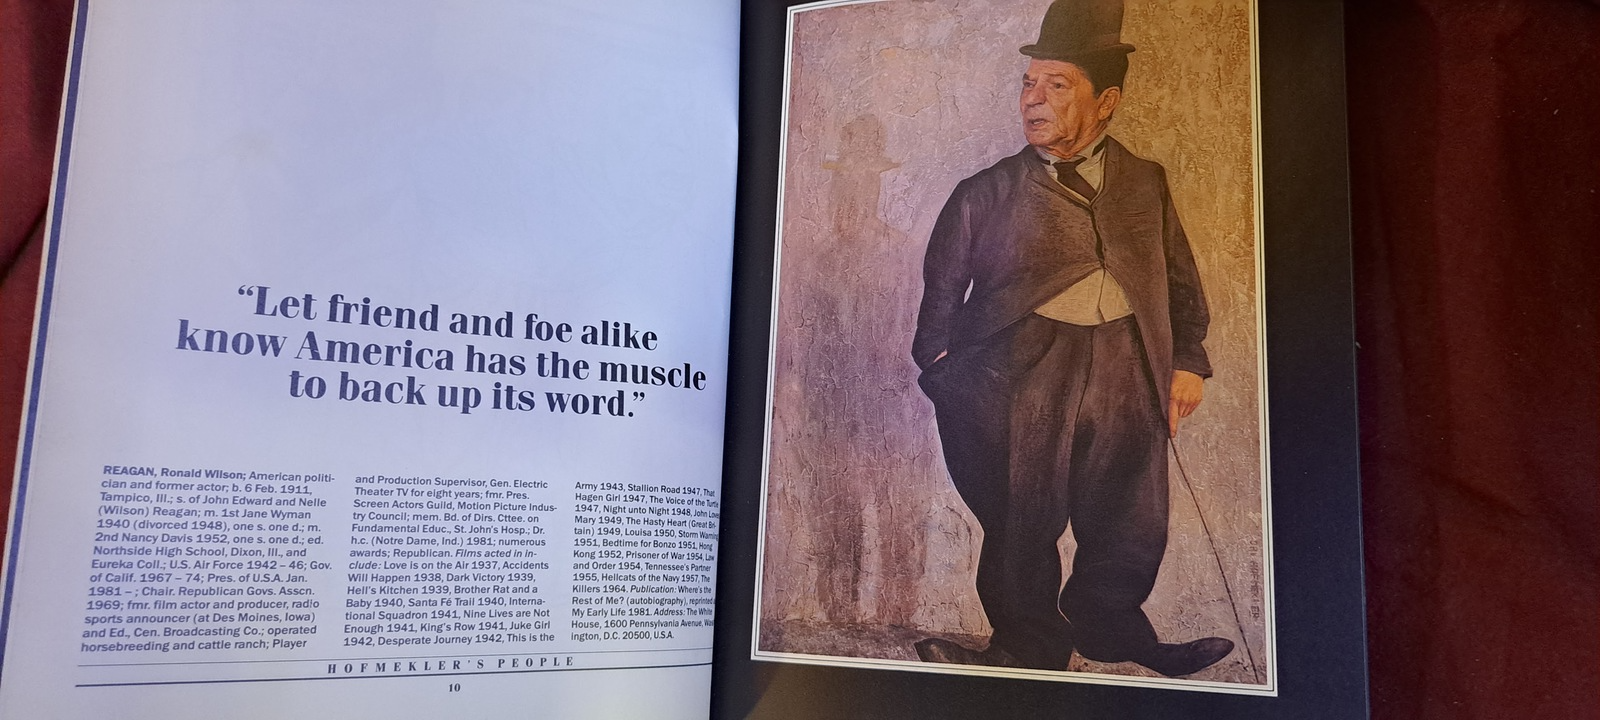 “Let friend and foe alike
know America has the muscle
to back up its word.”
REAGAN, Ronald Wilson; American politi-
cian and former actor; b. 6 Feb. 1911,
Tampico, Ill.; s. of John Edward and Nelle
(Wilson) Reagan; m. 1st Jane Wyman
1940 (divorced 1948), one s. one d.; m.
2nd Nancy Davis 1952, one s. one d.; ed.
Northside High School, Dixon, Ill., and
Eureka Coll.; U.S. Air Force 1942 – 46; Gov.
of Calif. 1967 – 74; Pres. of U.S.A. Jan.
1981 – ; Chair. Republican Govs. Asscn.
1969; fmr. film actor and producer, radio
sports announcer (at Des Moines, Iowa)
and Ed., Cen. Broadcasting Co.; operated
horsebreeding and cattle ranch; Player
and Production Supervisor, Gen. Electric
Theater TV for eight years; fmr. Pres.
Screen Actors Guild, Motion Picture Indus-
try Council; mem. Bd. of Dirs. Cttee. on
Fundamental Educ., St. John's Hosp.; Dr.
h.c. (Notre Dame, Ind.) 1981; numerous
awards; Republican. Films acted in in-
clude: Love is on the Air 1937, Accidents
Will Happen 1938, Dark Victory 1939,
Hell's Kitchen 1939, Brother Rat and a
Baby 1940, Santa Fé Trail 1940, Interna-
tional Squadron 1941, Nine Lives are Not
Enough 1941, King's Row 1941, Juke Girl
1942, Desperate Journey 1942, This is the
Army 1943, Stallion Road 1947, That
Hagen Girl 1947, The Voice of the Turtle
1947, Night unto Night 1948, John Loves
Mary 1949, The Hasty Heart (Great Bri-
tain) 1949, Louisa 1950, Storm Warning
1951, Bedtime for Bonzo 1951, Hong
Kong 1952, Prisoner of War 1954, Law
and Order 1954, Tennessee's Partner
1955, Hellcats of the Navy 1957, The
Killers 1964. Publication: Where's the
Rest of Me? (autobiography), reprinted
My Early Life 1981. Address: The White
House, 1600 Pennsylvania Avenue,
ington, D.C. 20500, U.S.A.
HOFMEKLER'S PEOPLE
10